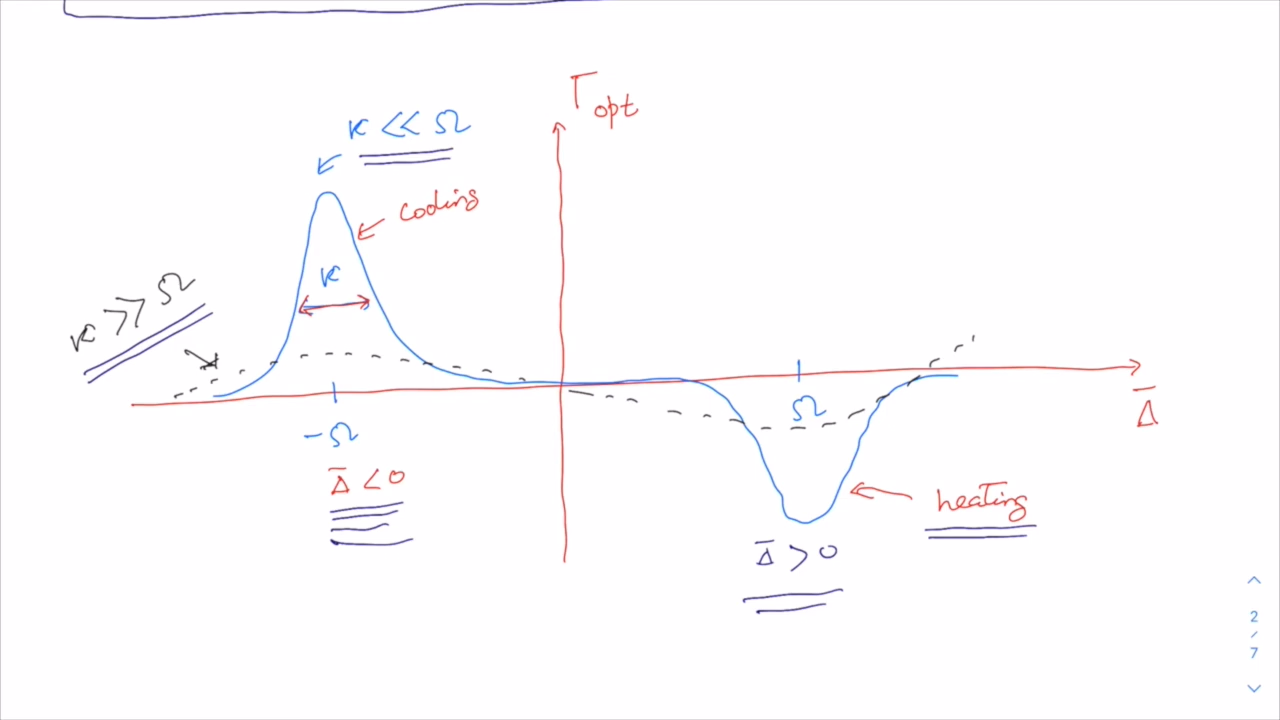 Γopt
κ << Ω
cooling
κ
κ >> Ω
-Ω
Ω
Δ̄
Δ̄ < 0
heating
Δ̄ > 0
2
/
7